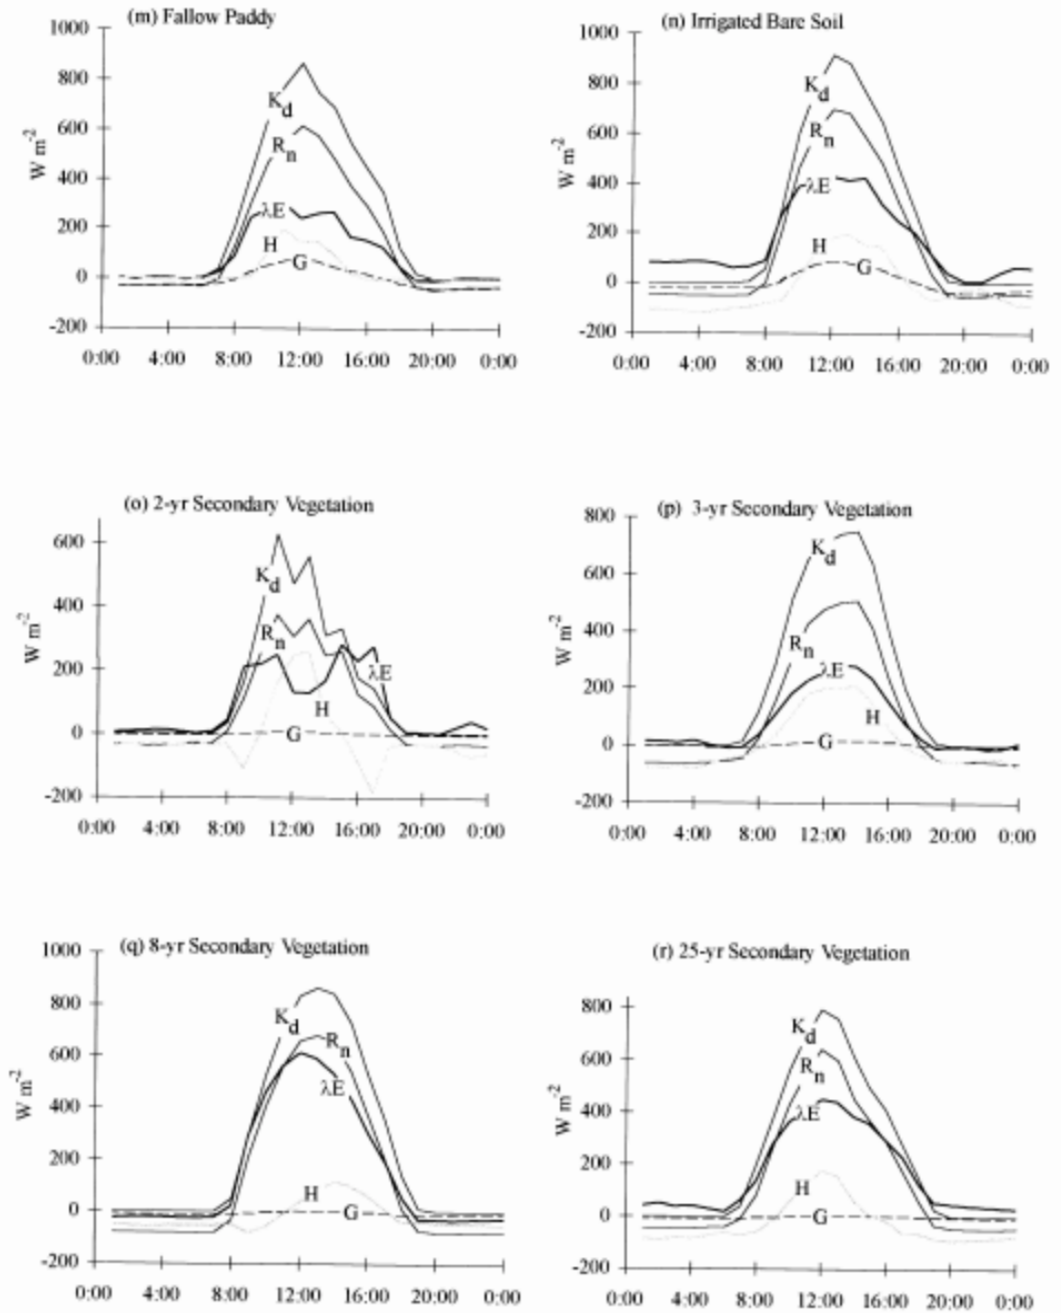 (m) Fallow Paddy
1000
800
600
400
200
0
-200
W m-2
Kd
Rn
λE
H
G
0:00 4:00 8:00 12:00 16:00 20:00 0:00
(n) Irrigated Bare Soil
1000
800
600
400
200
0
-200
W m-2
Kd
Rn
λE
H
G
0:00 4:00 8:00 12:00 16:00 20:00 0:00
(o) 2-yr Secondary Vegetation
600
400
200
0
-200
W m-2
Kd
Rn
λE
H
G
0:00 4:00 8:00 12:00 16:00 20:00 0:00
(p) 3-yr Secondary Vegetation
800
600
400
200
0
-200
W m-2
Kd
Rn
λE
H
G
0:00 4:00 8:00 12:00 16:00 20:00 0:00
(q) 8-yr Secondary Vegetation
1000
800
600
400
200
0
-200
W m-2
Kd
Rn
λE
H
G
0:00 4:00 8:00 12:00 16:00 20:00 0:00
(r) 25-yr Secondary Vegetation
800
600
400
200
0
-200
W m-2
Kd
Rn
λE
H
G
0:00 4:00 8:00 12:00 16:00 20:00 0:00